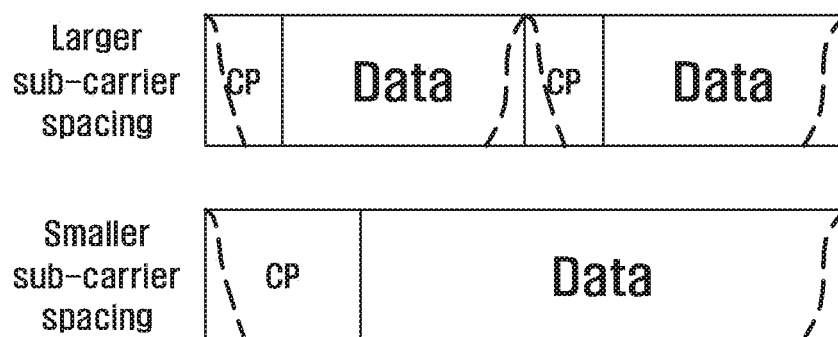 Larger
sub-carrier
spacing
CP
Data
CP
Data
Smaller
sub-carrier
spacing
CP
Data